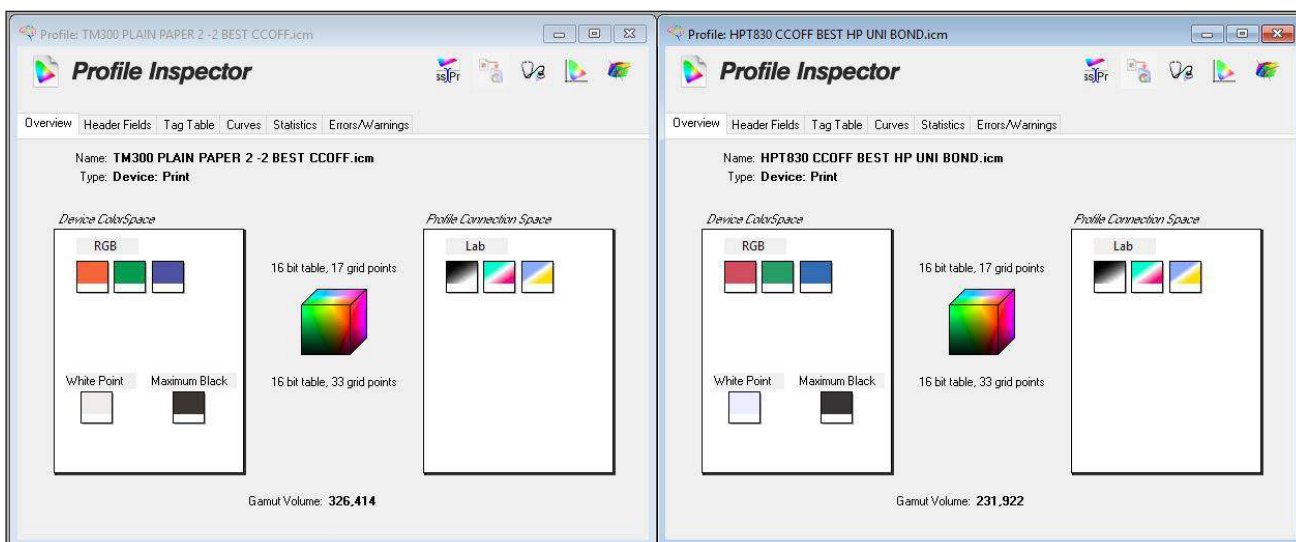 Profile: TM300 PLAIN PAPER 2 -2 BEST CCOFF.icm
Profile Inspector
Overview Header Fields Tag Table Curves Statistics Errors/Warnings
Name: TM300 PLAIN PAPER 2 -2 BEST CCOFF.icm
Type: Device: Print
Device ColorSpace
Profile Connection Space
RGB
Lab
16 bit table, 17 grid points
White Point
Maximum Black
16 bit table, 33 grid points
Gamut Volume: 326,414
Profile: HPT830 CCOFF BEST HP UNI BOND.icm
Profile Inspector
Overview Header Fields Tag Table Curves Statistics Errors/Warnings
Name: HPT830 CCOFF BEST HP UNI BOND.icm
Type: Device: Print
Device ColorSpace
Profile Connection Space
RGB
Lab
16 bit table, 17 grid points
White Point
Maximum Black
16 bit table, 33 grid points
Gamut Volume: 231,922